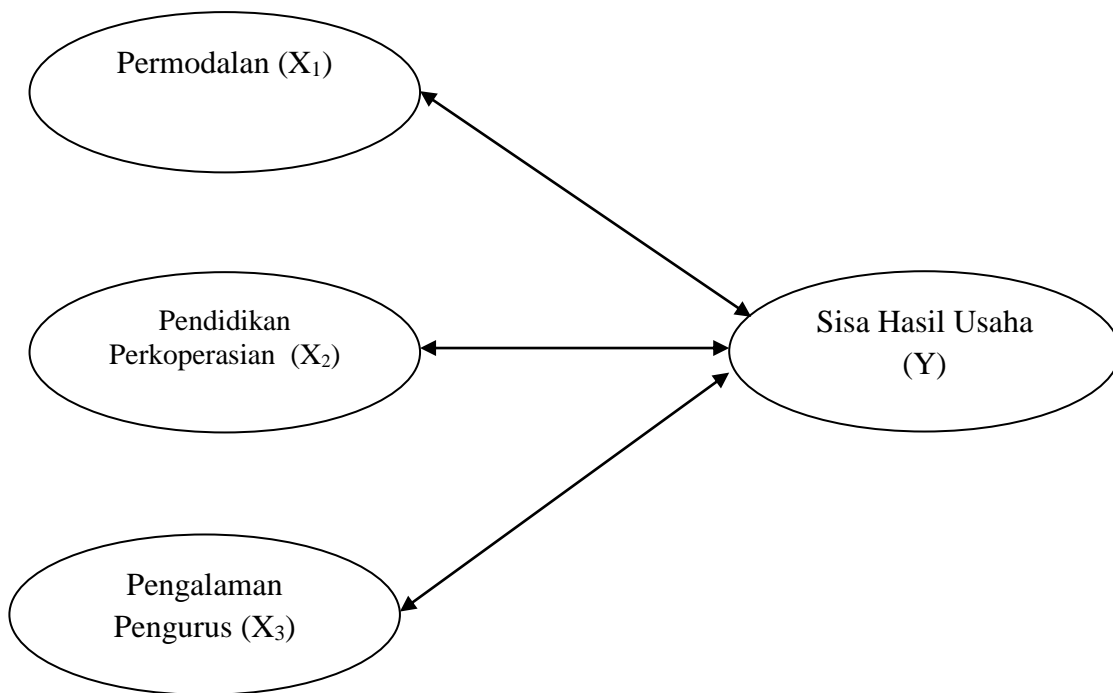 Permodalan (X₁)
Pendidikan
Perkoperasian (X₂)
Sisa Hasil Usaha
(Y)
Pengalaman
Pengurus (X₃)